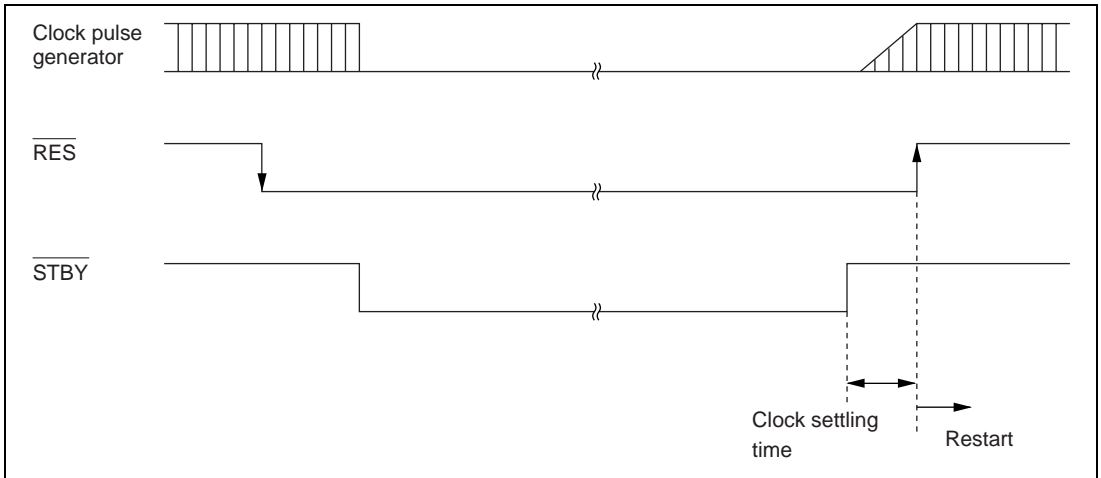 Clock pulse
generator
RES
STBY
Clock settling
time
Restart